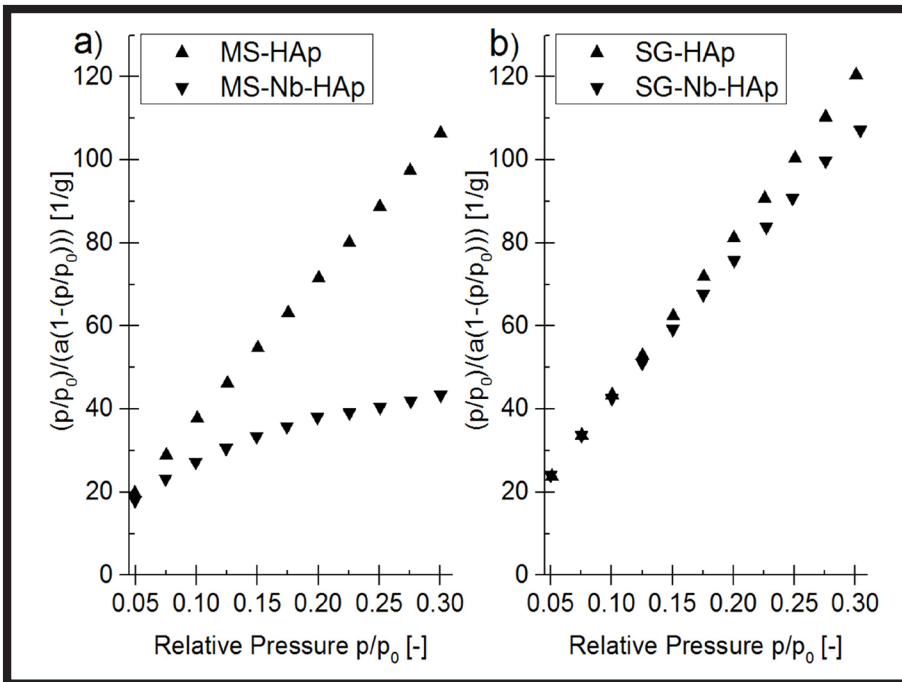 a)
MS-HAp
MS-Nb-HAp
120
100
80
60
40
20
0
0.05 0.10 0.15 0.20 0.25 0.30
(p/p₀)/(a(1-(p/p₀))) [1/g]
Relative Pressure p/p₀ [-]
b)
SG-HAp
SG-Nb-HAp
120
100
80
60
40
20
0
0.05 0.10 0.15 0.20 0.25 0.30
(p/p₀)/(a(1-(p/p₀))) [1/g]
Relative Pressure p/p₀ [-]